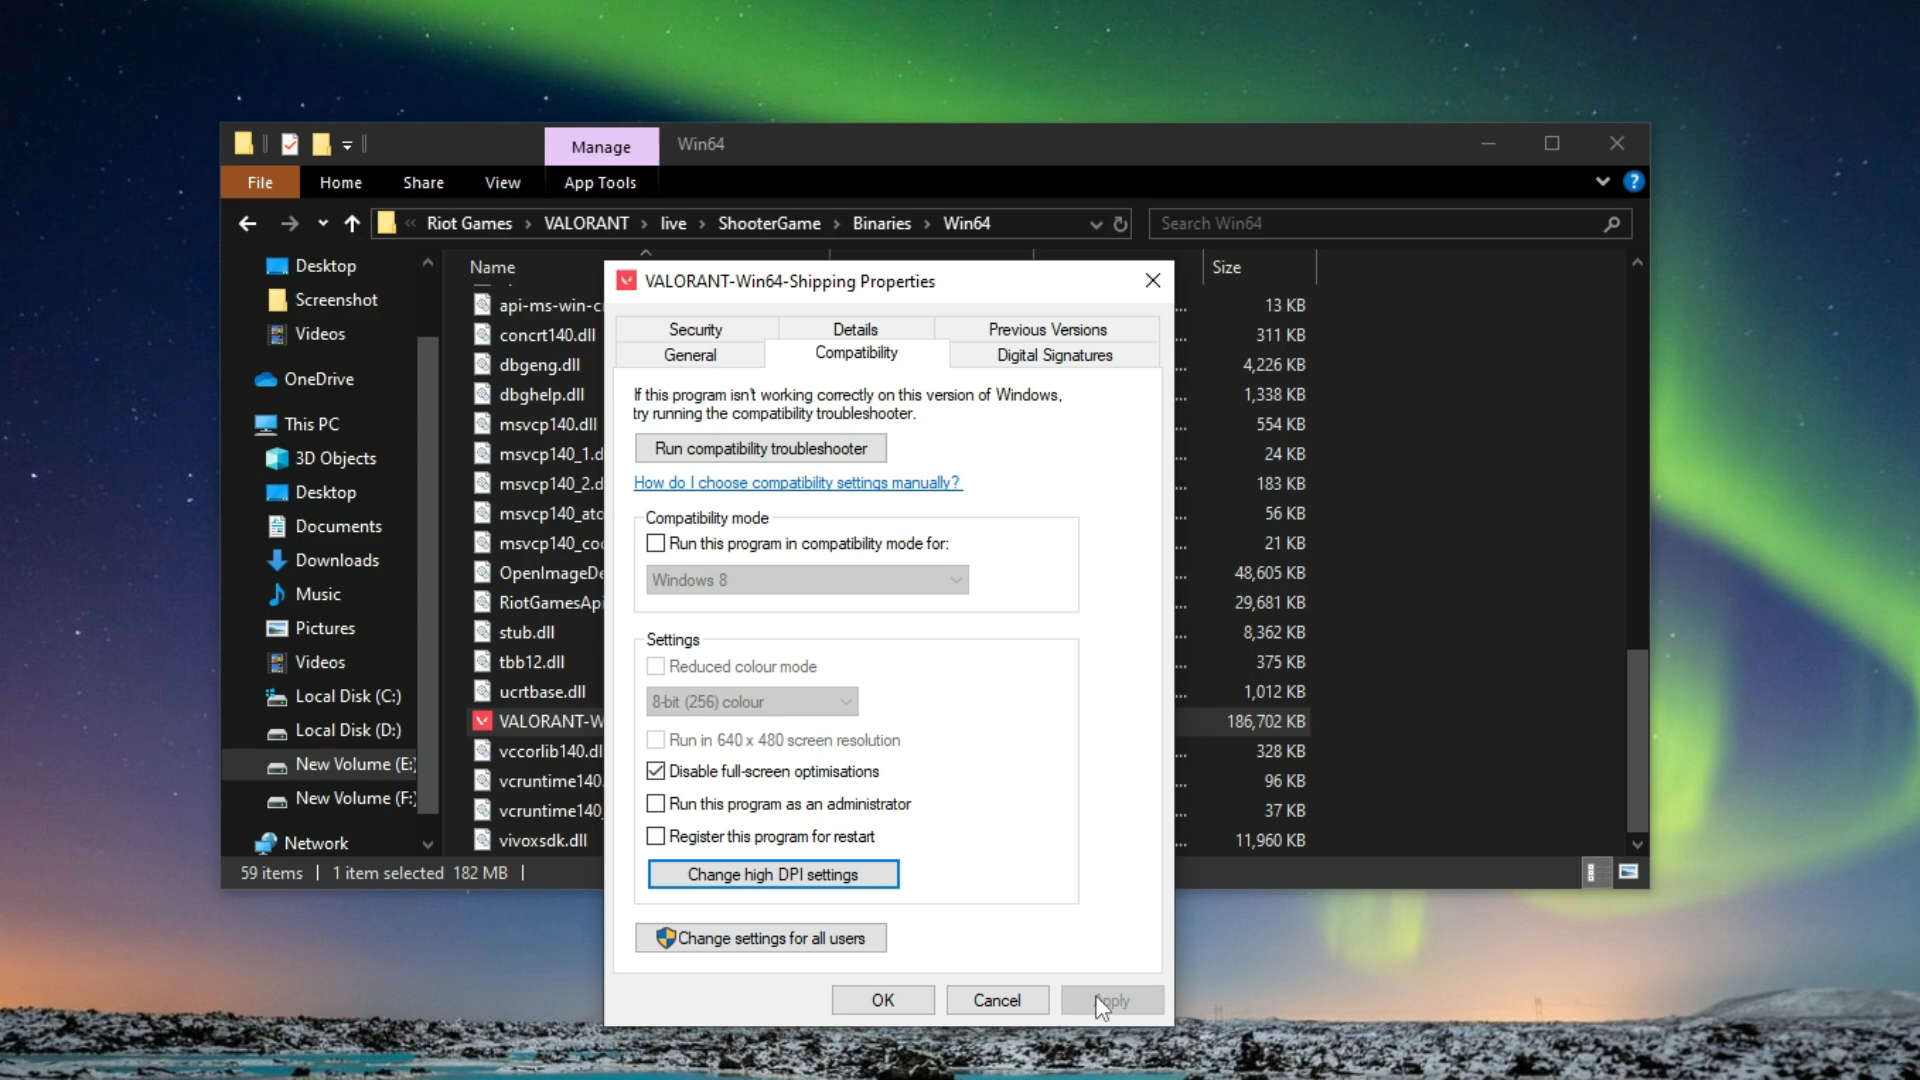 Manage
Win64
File
Home
Share
View
App Tools
« Riot Games › VALORANT › live › ShooterGame › Binaries › Win64
Search Win64
Desktop
Screenshot
Videos
OneDrive
This PC
3D Objects
Desktop
Documents
Downloads
Music
Pictures
Videos
Local Disk (C:)
Local Disk (D:)
New Volume (E:)
New Volume (F:)
Network
Name
Size
api-ms-win-c
... 13 KB
concrt140.dll
... 311 KB
dbgeng.dll
... 4,226 KB
dbghelp.dll
... 1,338 KB
msvcp140.dll
... 554 KB
msvcp140_1.d
... 24 KB
msvcp140_2.d
... 183 KB
msvcp140_ato
... 56 KB
msvcp140_co
... 21 KB
OpenImageDe
... 48,605 KB
RiotGamesApi
... 29,681 KB
stub.dll
... 8,362 KB
tbb12.dll
... 375 KB
ucrtbase.dll
... 1,012 KB
VALORANT-W
... 186,702 KB
vccorlib140.dl
... 328 KB
vcruntime140.
... 96 KB
vcruntime140_
... 37 KB
vivoxsdk.dll
... 11,960 KB
59 items
1 item selected 182 MB
VALORANT-Win64-Shipping Properties
Security
Details
Previous Versions
General
Compatibility
Digital Signatures
If this program isn't working correctly on this version of Windows,
try running the compatibility troubleshooter.
Run compatibility troubleshooter
How do I choose compatibility settings manually?
Compatibility mode
Run this program in compatibility mode for:
Windows 8
Settings
Reduced colour mode
8-bit (256) colour
Run in 640 x 480 screen resolution
Disable full-screen optimisations
Run this program as an administrator
Register this program for restart
Change high DPI settings
Change settings for all users
OK
Cancel
Apply